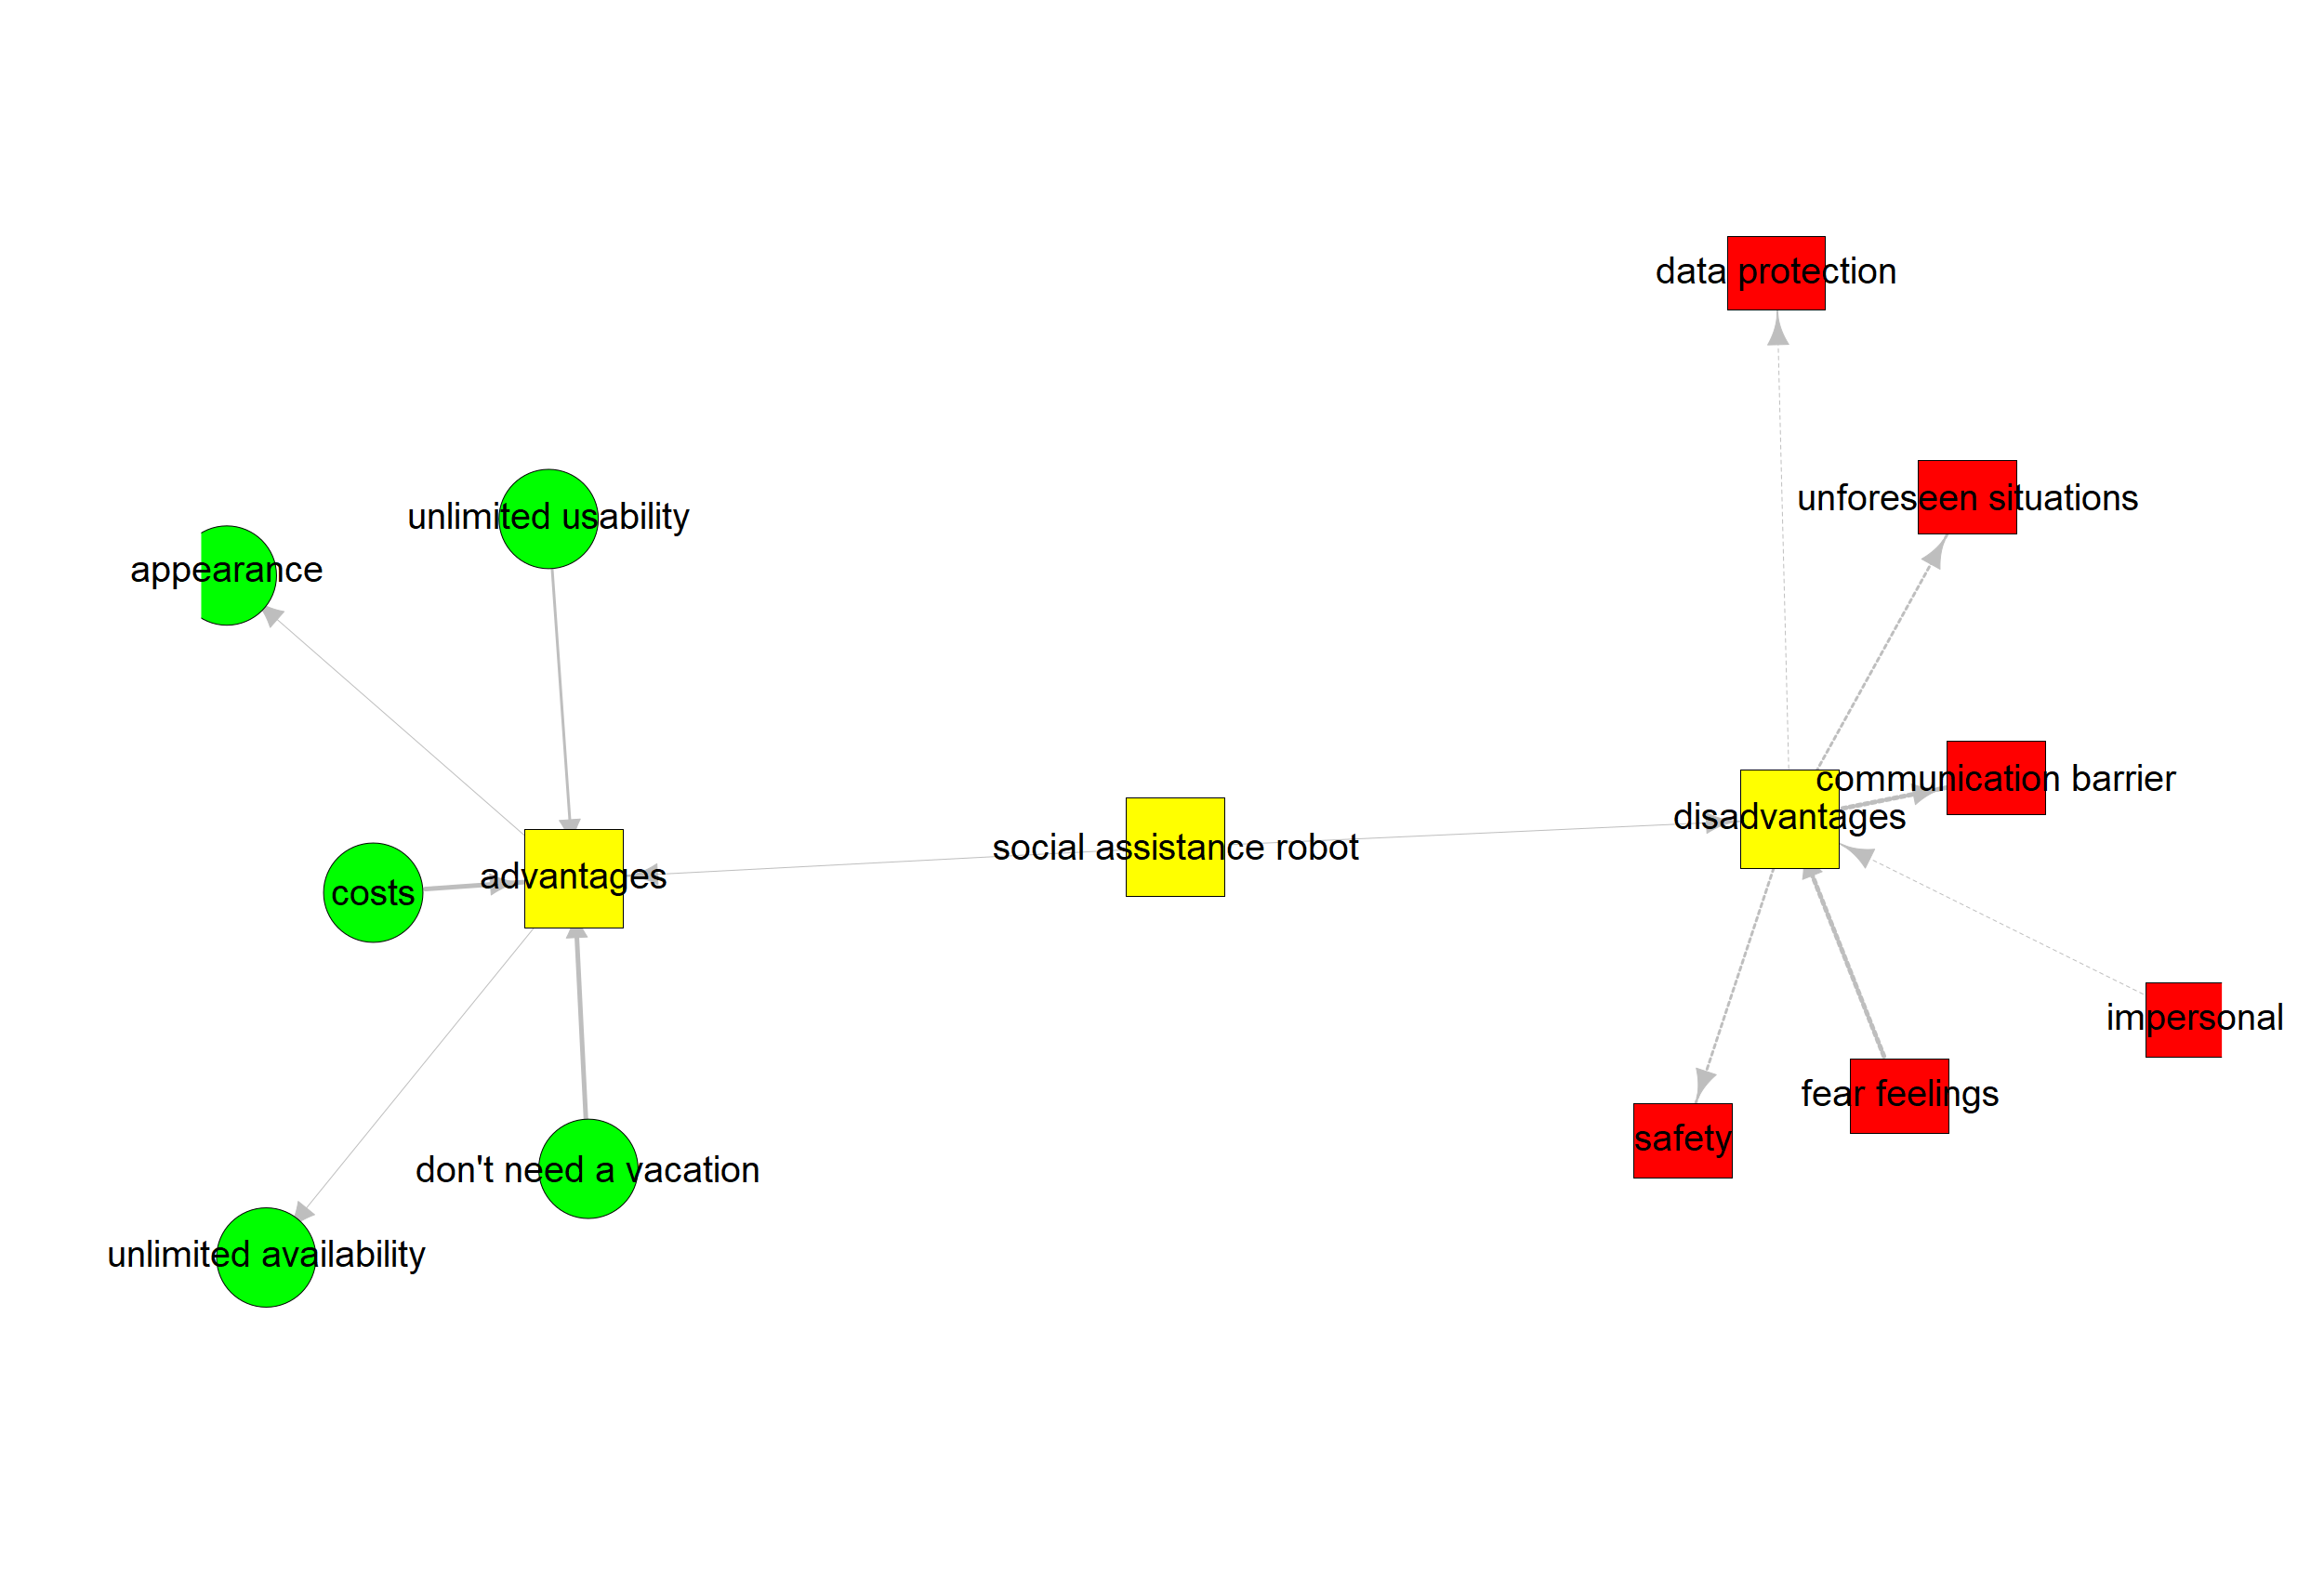 data protection
unforeseen situations
unlimited usability
appearance
communication barrier
disadvantages
social assistance robot
advantages
costs
impersonal
fear feelings
safety
don't need a vacation
unlimited availability